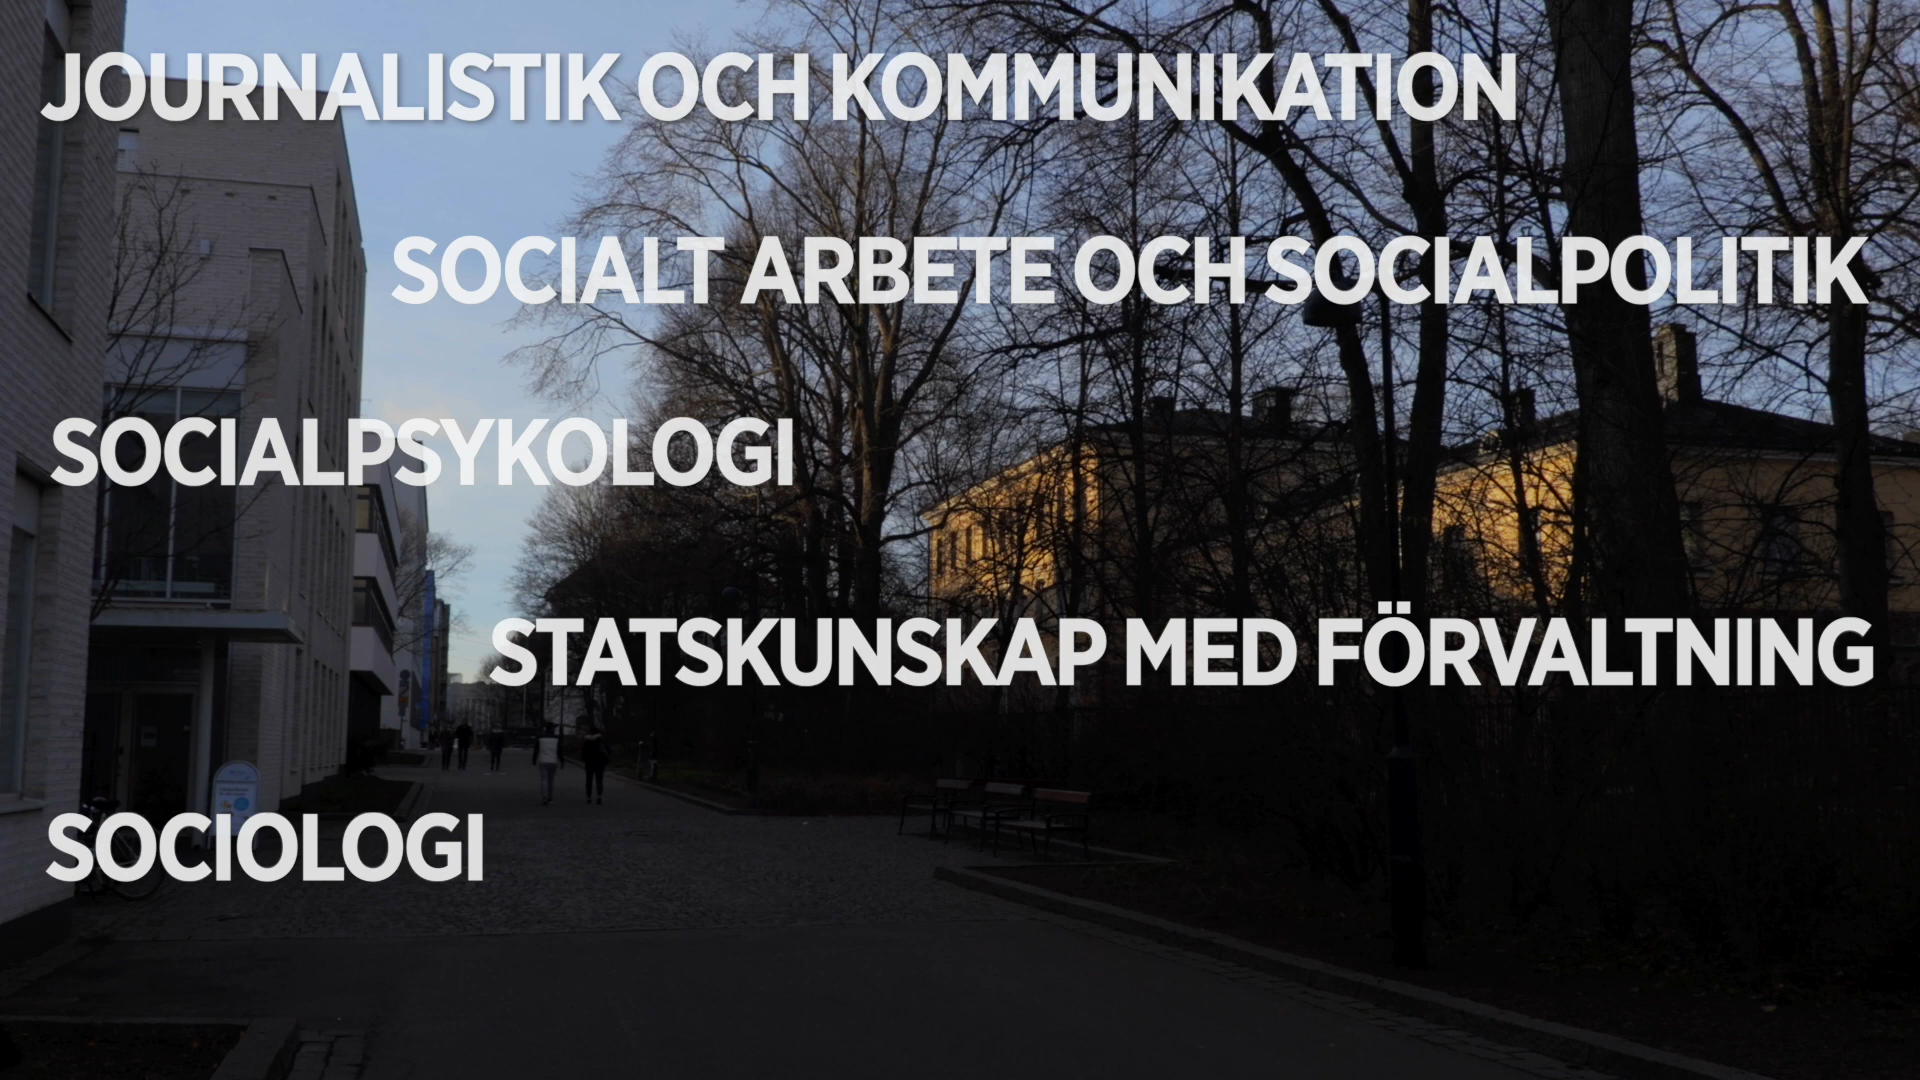 JOURNALISTIK OCH KOMMUNIKATION
SOCIALT ARBETE OCH SOCIALPOLITIK
SOCIALPSYKOLOGI
STATSKUNSKAP MED FÖRVALTNING
SOCIOLOGI